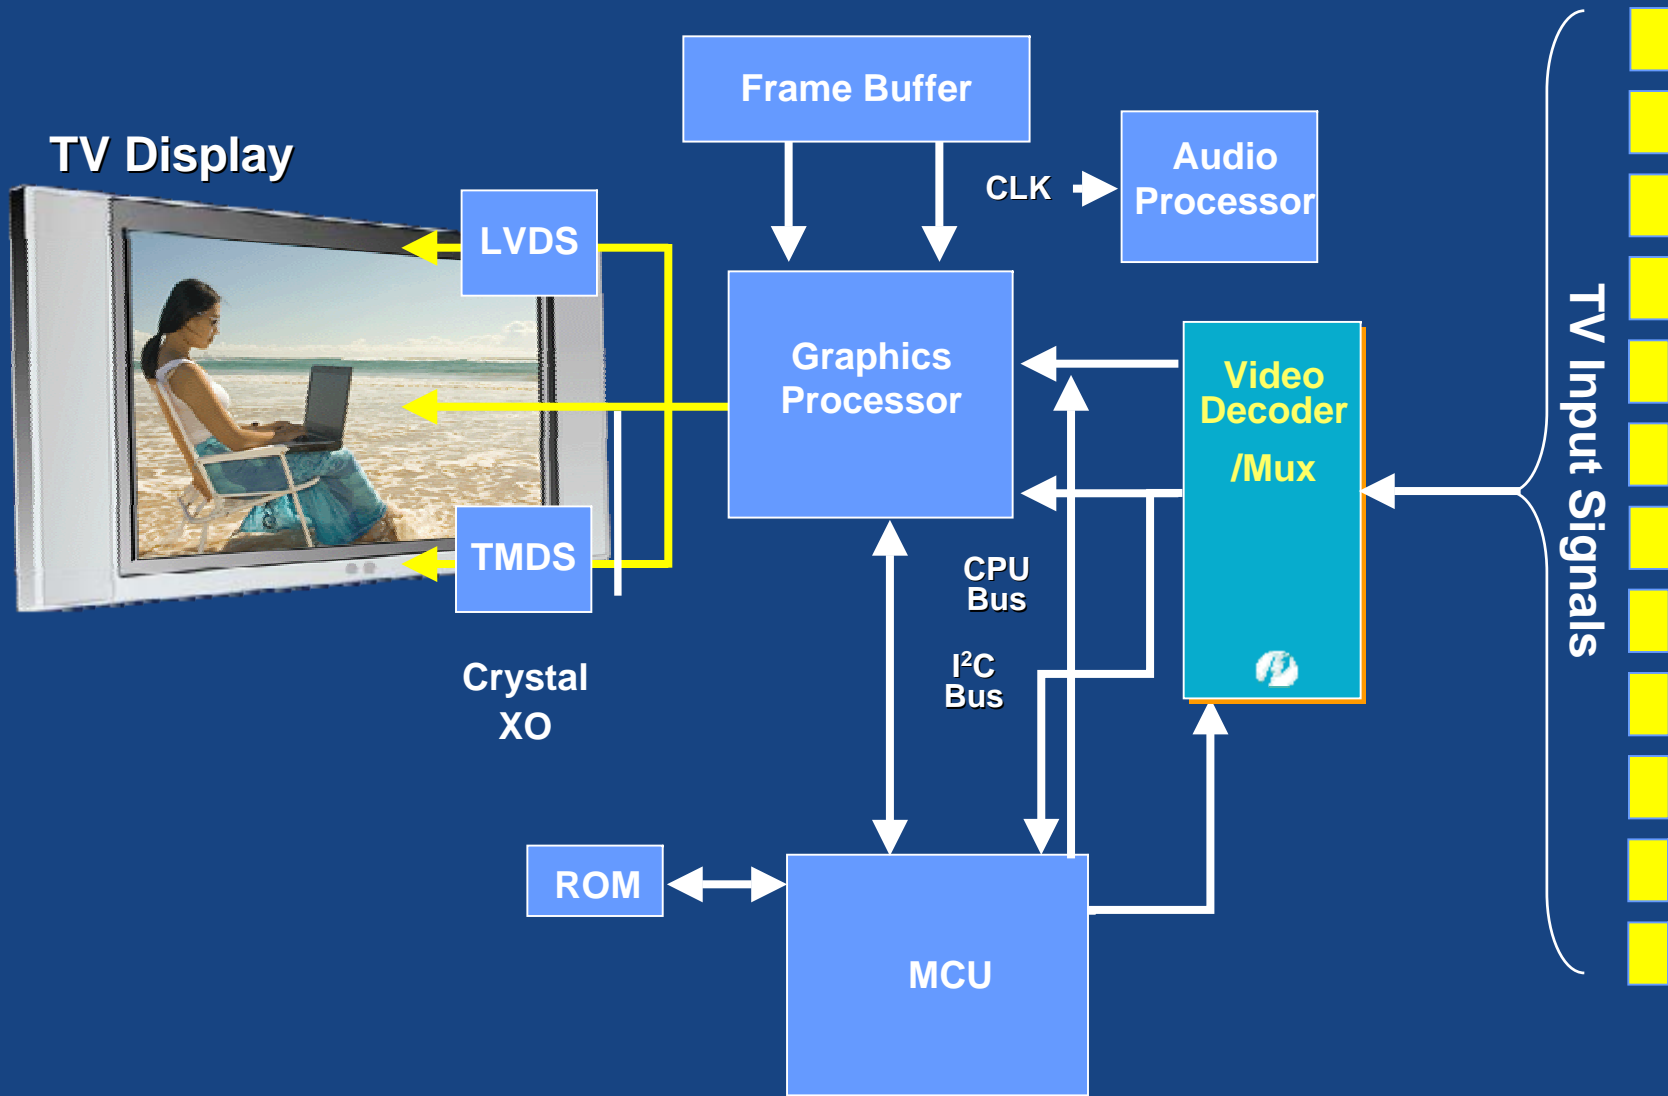 Frame Buffer
TV Display
CLK
Audio
Processor
LVDS
Graphics
Processor
Video
Decoder
/Mux
TV Input Signals
TMDS
CPU
Bus
I²C
Bus
Crystal
XO
ROM
MCU